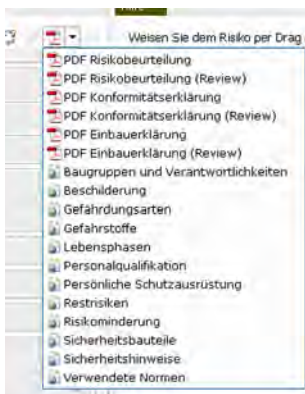 Weisen Sie dem Risiko per Drag
PDF Risikobeurteilung
PDF Risikobeurteilung (Review)
PDF Konformitätserklärung
PDF Konformitätserklärung (Review)
PDF Einbauerklärung
PDF Einbauerklärung (Review)
Baugruppen und Verantwortlichkeiten
Beschilderung
Gefährdungsarten
Gefahrstoffe
Lebensphasen
Personalqualifikation
Persönliche Schutzausrüstung
Restrisiken
Risikominderung
Sicherheitsbauteile
Sicherheitshinweise
Verwendete Normen